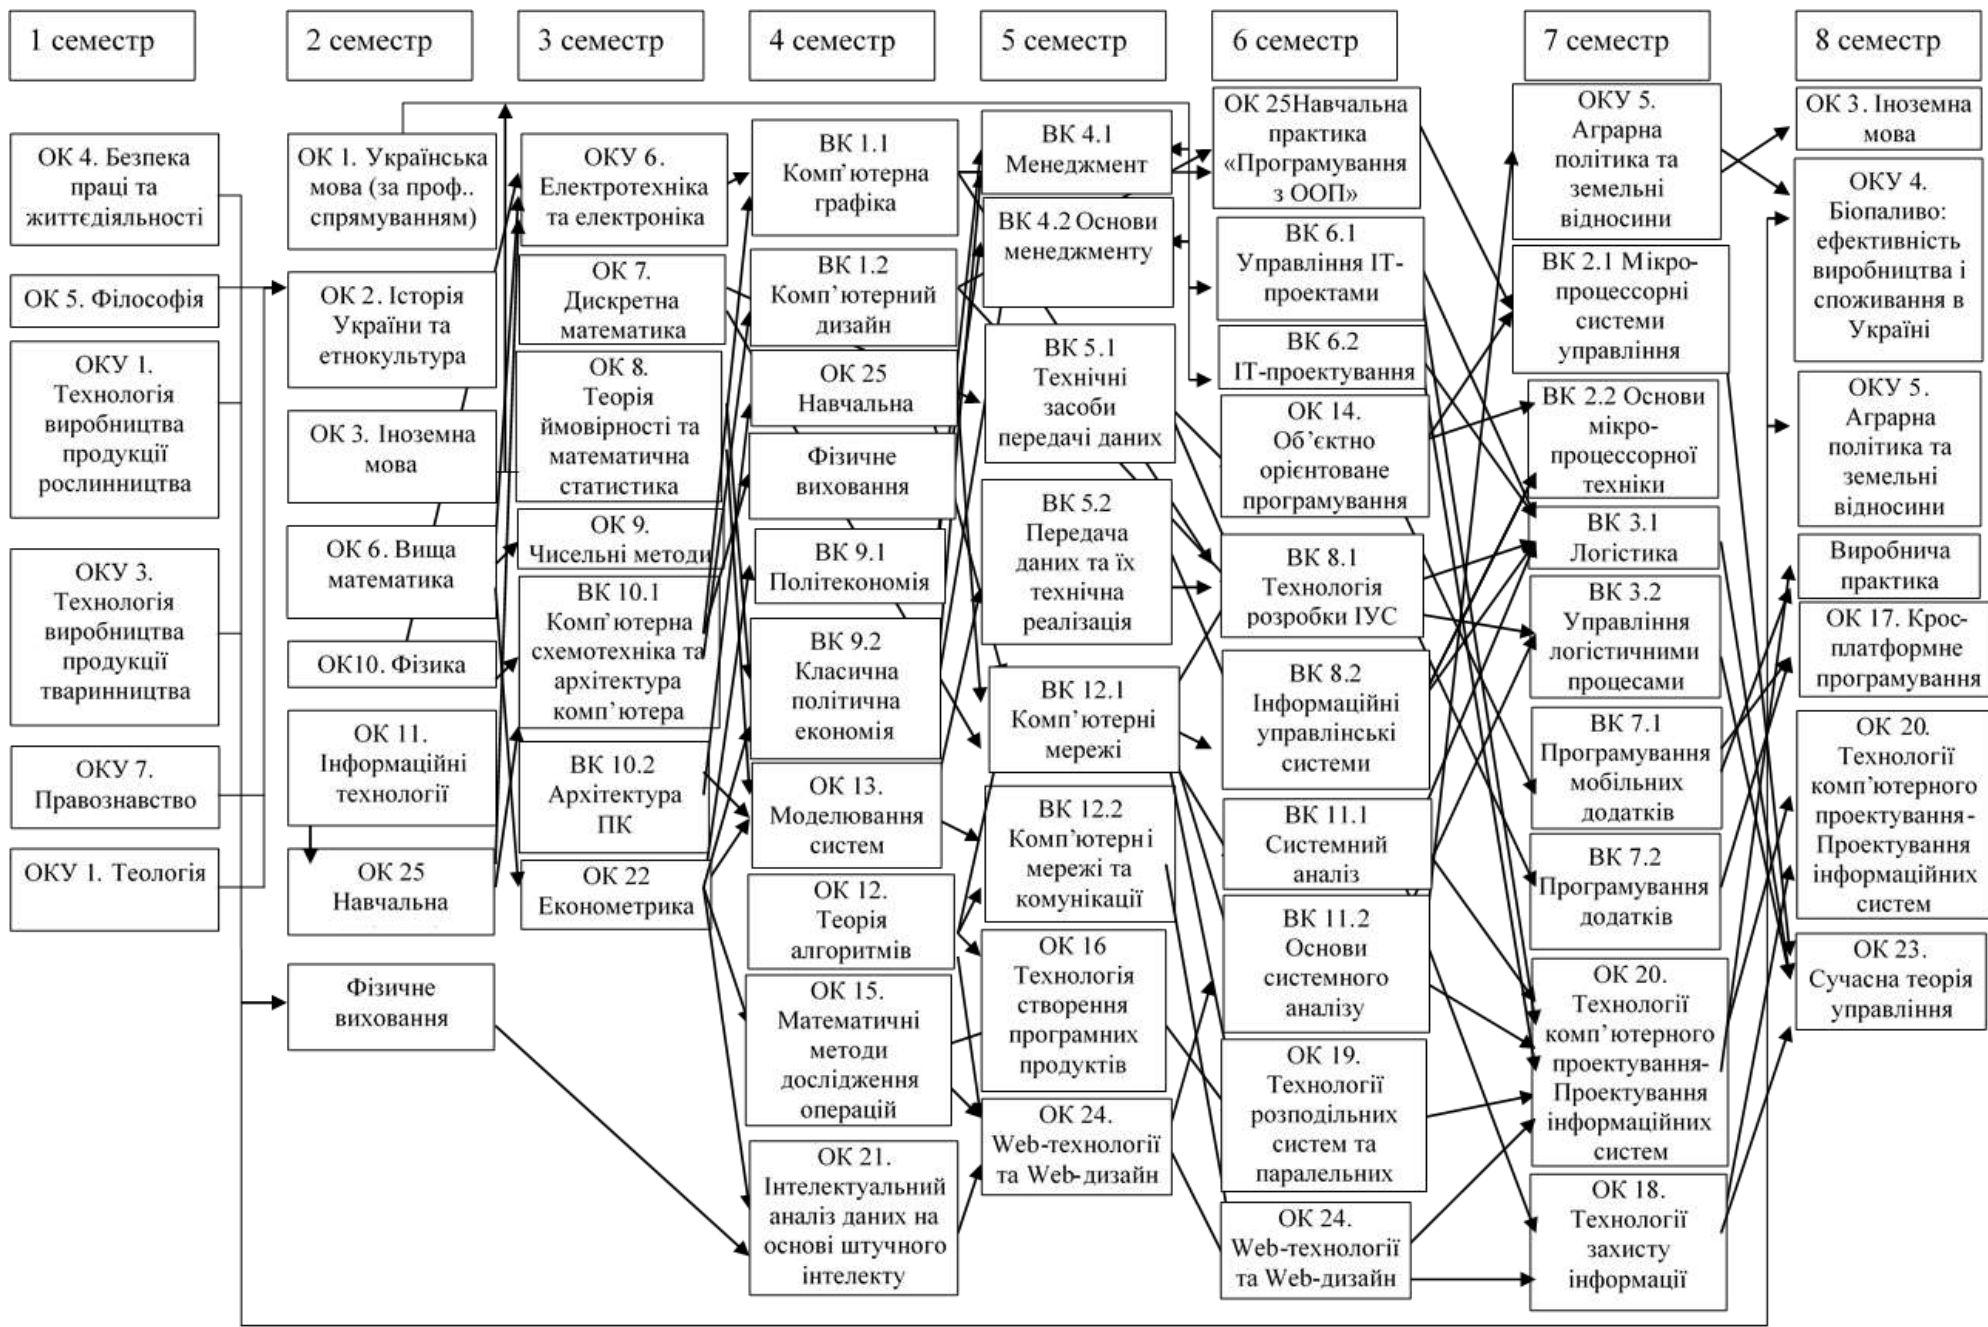 1 семестр
2 семестр
3 семестр
4 семестр
5 семестр
6 семестр
7 семестр
8 семестр
ОК 4. Безпека
праці та
життєдіяльності
ОК 5. Філософія
ОКУ 1.
Технологія
виробництва
продукції
рослинництва
ОКУ 3.
Технологія
виробництва
продукції
тваринництва
ОКУ 7.
Правознавство
ОКУ 1. Теологія
ОК 1. Українська
мова (за проф..
спрямуванням)
ОК 2. Історія
України та
етнокультура
ОК 3. Іноземна
мова
ОК 6. Вища
математика
ОК10. Фізика
ОК 11.
Інформаційні
технології
ОК 25
Навчальна
Фізичне
виховання
ОКУ 6.
Електротехніка
та електроніка
ОК 7.
Дискретна
математика
ОК 8.
Теорія
ймовірності та
математична
статистика
ОК 9.
Чисельні методи
ВК 10.1
Комп’ютерна
схемотехніка та
архітектура
комп’ютера
ВК 10.2
Архітектура
ПК
ОК 22
Економетрика
ВК 1.1
Комп’ютерна
графіка
ВК 1.2
Комп’ютерний
дизайн
ОК 25
Навчальна
Фізичне
виховання
ВК 9.1
Політекономія
ВК 9.2
Класична
політична
економія
ОК 13.
Моделювання
систем
ОК 12.
Теорія
алгоритмів
ОК 15.
Математичні
методи
дослідження
операцій
ОК 21.
Інтелектуальний
аналіз даних на
основі штучного
інтелекту
ВК 4.1
Менеджмент
ВК 4.2 Основи
менеджменту
ВК 5.1
Технічні
засоби
передачі даних
ВК 5.2
Передача
даних та їх
технічна
реалізація
ВК 12.1
Комп’ютерні
мережі
ВК 12.2
Комп’ютерні
мережі та
комунікації
ОК 16
Технологія
створення
програмних
продуктів
ОК 24.
Web-технології
та Web-дизайн
ОК 25Навчальна
практика
«Програмування
з ООП»
ВК 6.1
Управління ІТ-
проектами
ВК 6.2
ІТ-проектування
ОК 14.
Об’єктно
орієнтоване
програмування
ВК 8.1
Технологія
розробки ІУС
ВК 8.2
Інформаційні
управлінські
системи
ВК 11.1
Системний
аналіз
ВК 11.2
Основи
системного
аналізу
ОК 19.
Технології
розподільних
систем та
паралельних
ОК 24.
Web-технології
та Web-дизайн
ОКУ 5.
Аграрна
політика та
земельні
відносини
ВК 2.1 Мікро-
процессорні
системи
управління
ВК 2.2 Основи
мікро-
процессорної
техніки
ВК 3.1
Логістика
ВК 3.2
Управління
логістичними
процесами
ВК 7.1
Програмування
мобільних
додатків
ВК 7.2
Програмування
додатків
ОК 20.
Технології
комп’ютерного
проектування-
Проектування
інформаційних
систем
ОК 18.
Технології
захисту
інформації
ОК 3. Іноземна
мова
ОКУ 4.
Біопаливо:
ефективність
виробництва і
споживання в
Україні
ОКУ 5.
Аграрна
політика та
земельні
відносини
Виробнича
практика
ОК 17. Крос-
платформне
програмування
ОК 20.
Технології
комп’ютерного
проектування-
Проектування
інформаційних
систем
ОК 23.
Сучасна теорія
управління